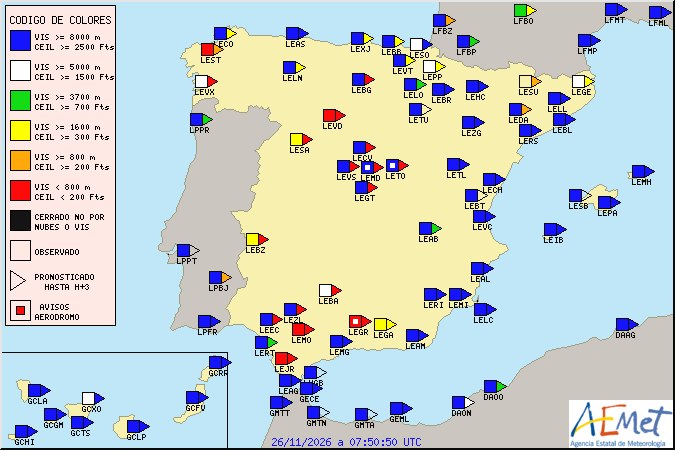 CODIGO DE COLORES
VIS >= 8000 m
CEIL >= 2500 Fts
VIS >= 5000 m
CEIL >= 1500 Fts
VIS >= 3700 m
CEIL >= 700 Fts
VIS >= 1600 m
CEIL >= 300 Fts
VIS >= 800 m
CEIL >= 200 Fts
VIS < 800 m
CEIL < 200 Fts
CERRADO NO POR
NUBES O VIS
OBSERVADO
PRONOSTICADO
HASTA H+3
AVISOS
AERODROMO
LFBO
LFMT
LFML
LFBZ
LECO
LEAS
LEXJ
LEBB
LESO
LFBP
LFMP
LEST
LEVT
LEPP
LELN
LEVX
LEBG
LELO
LEBR
LEHC
LESU
LEGE
LELL
LEVD
LETU
LEDA
LEBL
LPPR
LEZG
LERS
LESA
LECV
LEVS
LEMD
LETO
LETL
LEMH
LECH
LEGT
LEBT
LESB
LEPA
LEVC
LEIB
LEAB
LEBZ
LPPT
LEAL
LPBJ
LEBA
LERI
LEMI
LELC
LEZL
LPFR
LEEC
LEMO
LEGR
LEGA
DAAG
LEAM
LERT
LEMG
LEJR
GCRR
LEAG
LXGB
GECE
DAOO
GCLA
GCXO
GCFV
GMTT
GEML
DAON
GCGM
GMTN
GMTA
GCTS
GCLP
GCHI
26/11/2026 a 07:50:50 UTC
AEMet
Agencia Estatal de Meteorología